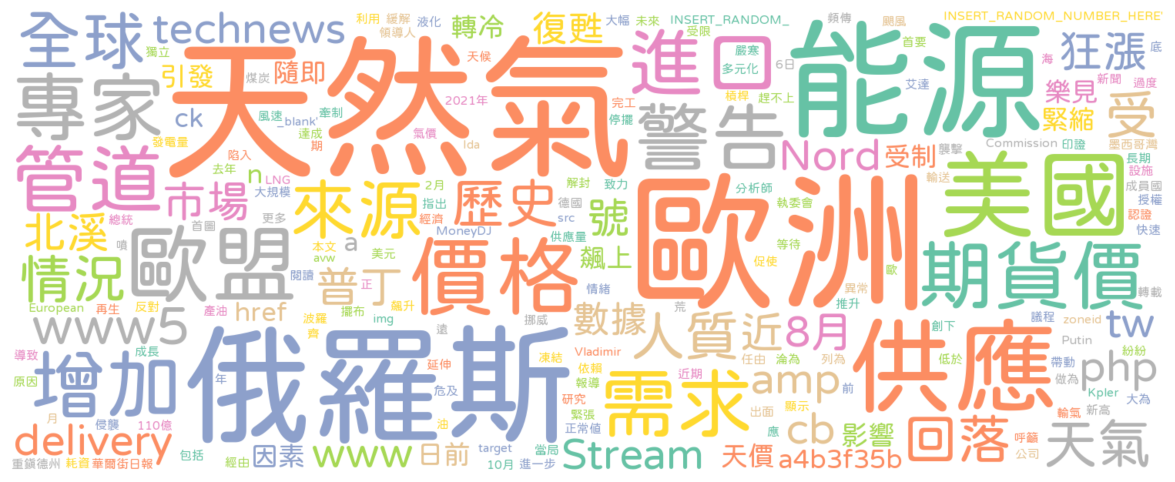 全球 technews 轉冷 復甦 利用 緩解 液化 大幅 未來 INSERT_RANDOM_ 頻傳 颶風 INSERT_RANDOM_NUMBER_HERE'
領導人 受限 首要 狂漲 底
獨立 引發 隨即 天候 進口 嚴寒 6日 能源 海 新聞
專家 煤炭 天然氣 多元化 艾達 樂見 過度
ck 風速 _blank' 牽制 2021年 完工 停擺 積桿 趕不上 警告 緊縮 受
發電量 達成 期 氣價 襲擊 Commission 印證 墨西哥灣
管道 陷入 Ida Nord 受制 長期
去年 n LNG 2月 解封 致力 分析師 輸送 美國 設施
市場 大規模 來源 指出 歷史 德國 號 執委會 成員國 授權
北溪 總統 首圖 更多 經濟 src 認證
噴 歐盟 a 本文 美元 MoneyDJ 供應量 飆上 等待 歐洲 快速
情況 avw 價格 促使 歐 期貨價
閱讀 普丁 正 情緒 異常 轉載
European 再生 反對 產油 href 擺布 飆升 數據 荒 推升
www5 波羅 img 挪威 人質近 8月 創下 議程 zoneid tw
導致 成長 資 遠 供應 Putin 紛紛
增加 俄羅斯 延伸 凍結 Vladimir 依賴 近期 任由 淪為 列為 低於 帶動 php
原因 年 危及 報導 需求 amp 前 做為 Kpler 大為
月 侵襲 110億 油 研究 緊張 出面 顯示 輸氣 新高
delivery 正常值 應 cb 影響 回落 呼籲 天氣
重鎮德州 耗資 華爾街日報 包括 經由 因素 www 日前 target 10月 進一步 當局 Stream 天價 a4b3f35b 公司